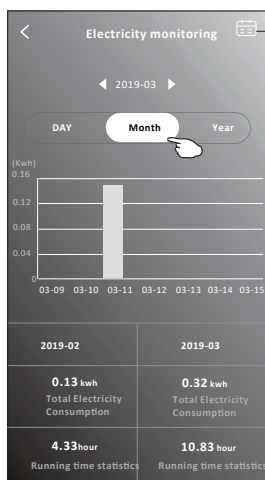 Electricity monitoring
2019-03
DAY Month Year
(Kwh)
0.16
0.12
0.08
0.04
0
03-09 03-10 03-11 03-12 03-13 03-14 03-15
2019-02 2019-03
0.13 kwh 0.32 kwh
Total Electricity Total Electricity
Consumption Consumption
4.33hour 10.83 hour
Running time statistics Running time statistics